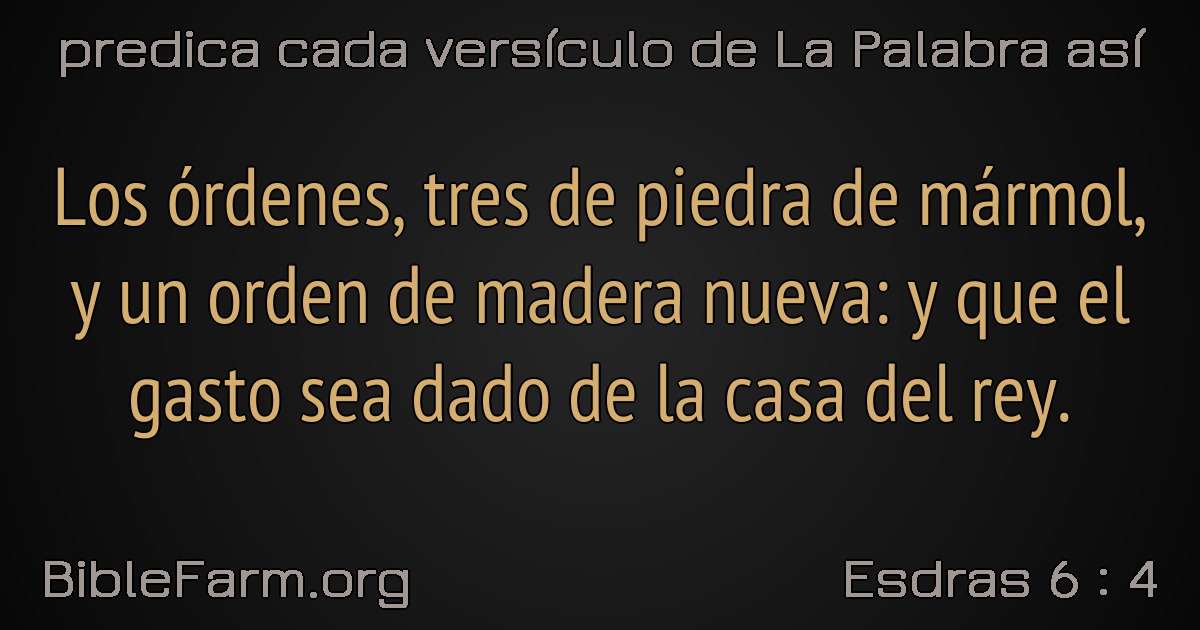 predica cada versículo de La Palabra así
Los órdenes, tres de piedra de mármol,
y un orden de madera nueva: y que el
gasto sea dado de la casa del rey.
BibleFarm.org
Esdras 6 : 4